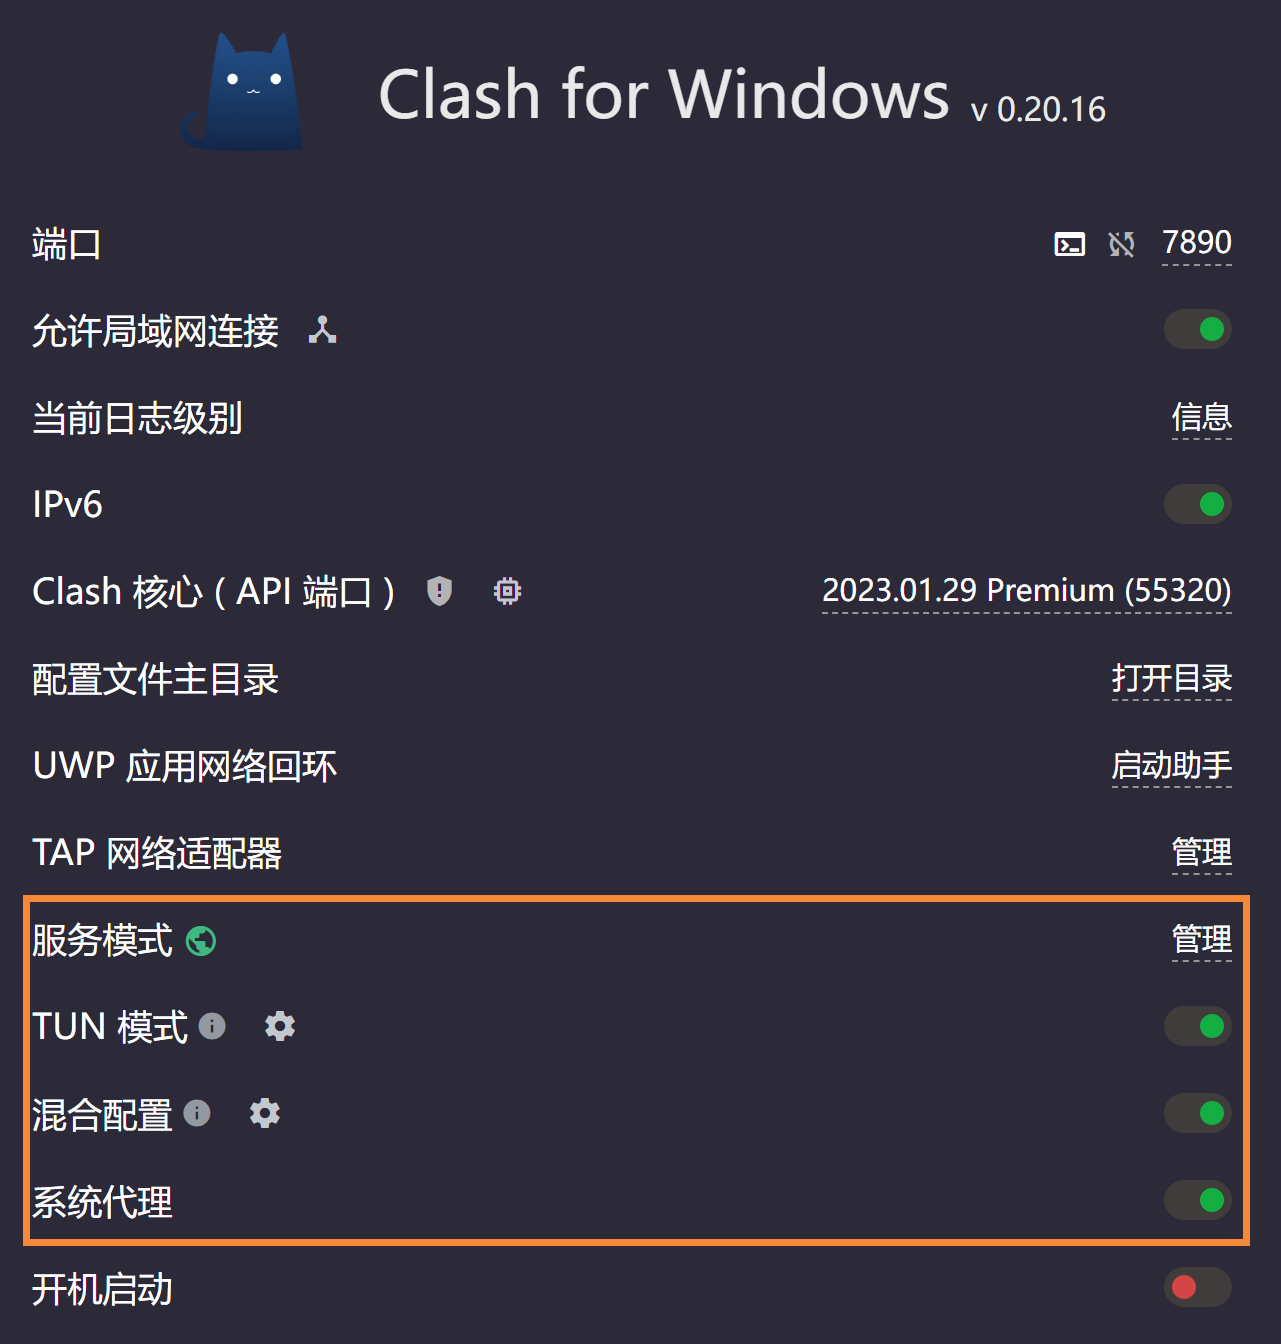 Clash for Windows v 0.20.16
端口 7890
允许局域网连接
当前日志级别 信息
IPv6
Clash 核心 ( API 端口 ) 2023.01.29 Premium (55320)
配置文件主目录 打开目录
UWP 应用网络回环 启动助手
TAP 网络适配器 管理
服务模式 管理
TUN 模式
混合配置
系统代理
开机启动